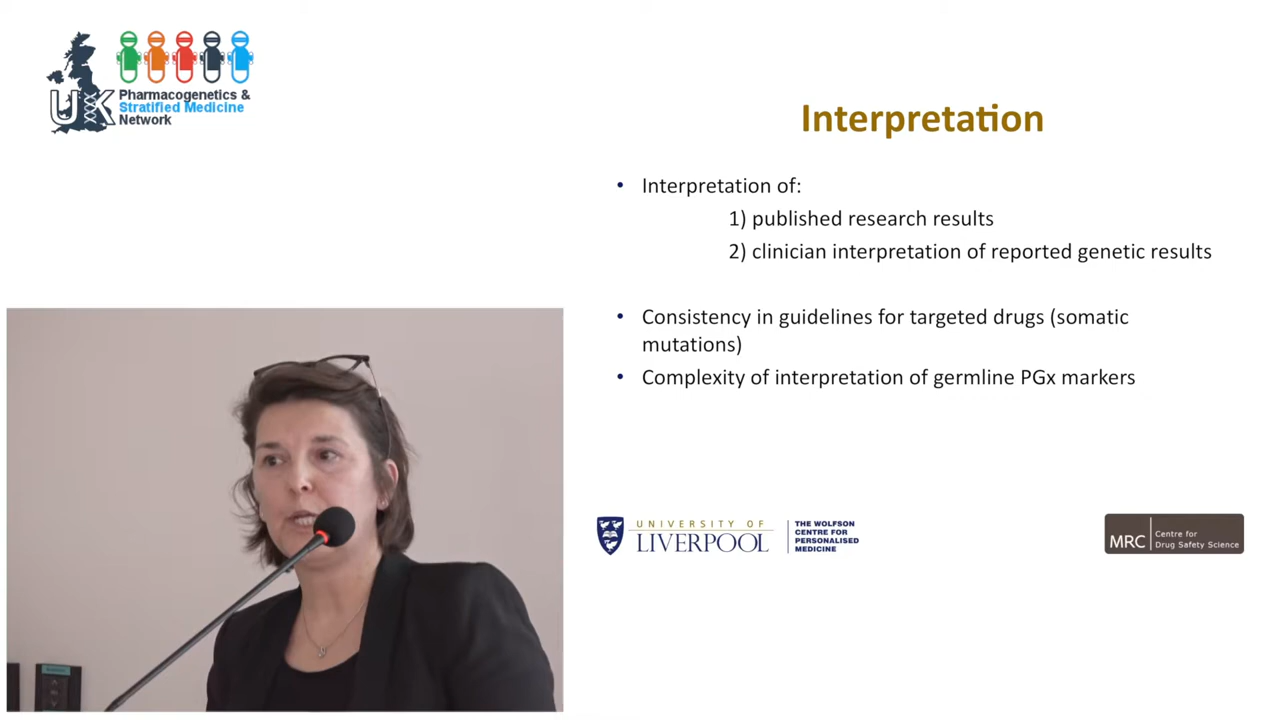 UK
Pharmacogenetics &
Stratified Medicine
Network
Interpretation
• Interpretation of:
1) published research results
2) clinician interpretation of reported genetic results
• Consistency in guidelines for targeted drugs (somatic
mutations)
• Complexity of interpretation of germline PGx markers
UNIVERSITY OF
LIVERPOOL
THE WOLFSON
CENTRE FOR
PERSONALISED
MEDICINE
MRC
Centre for
Drug Safety Science